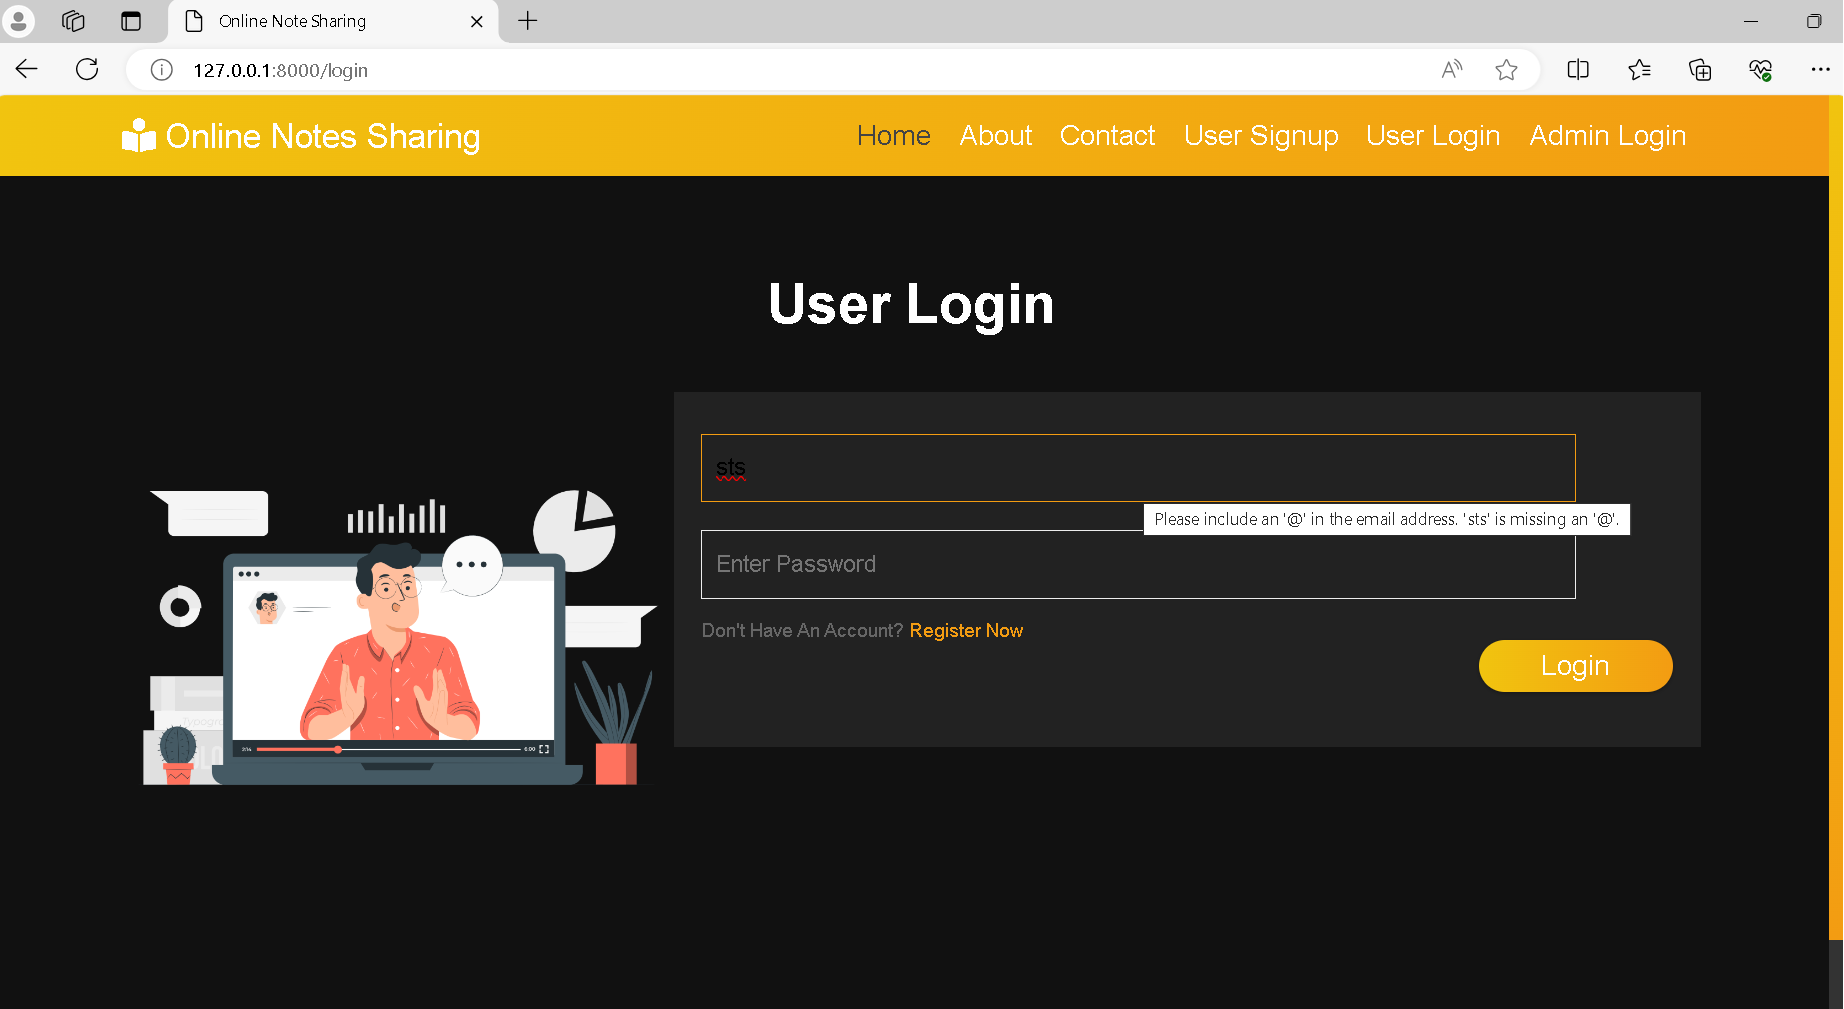 Online Note Sharing
127.0.0.1:8000/login
Online Notes Sharing
Home About Contact User Signup User Login Admin Login
User Login
sts
Please include an '@' in the email address. 'sts' is missing an '@'.
Enter Password
Don't Have An Account? Register Now
Login